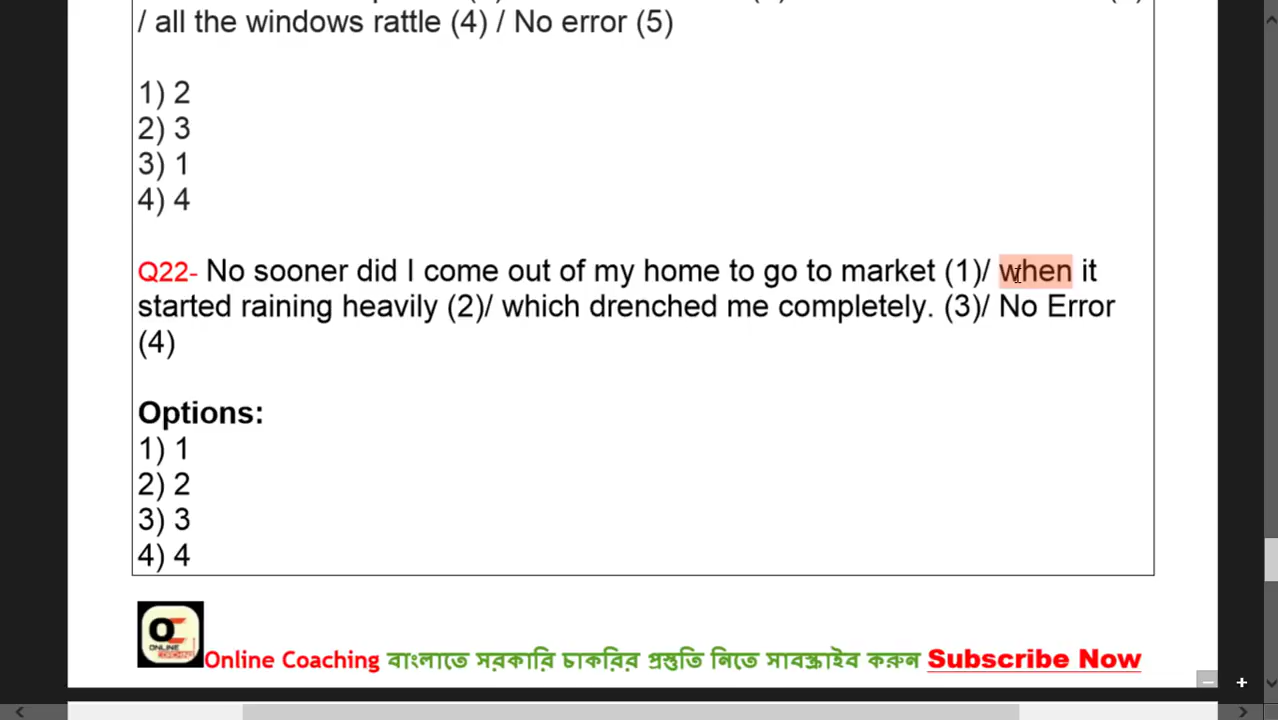 / all the windows rattle (4) / No error (5)
1) 2
2) 3
3) 1
4) 4
Q22- No sooner did I come out of my home to go to market (1)/ when it
started raining heavily (2)/ which drenched me completely. (3)/ No Error
(4)
Options:
1) 1
2) 2
3) 3
4) 4
Online Coaching বাংলাতে সরকারি চাকরির প্রস্তুতি নিতে সাবস্ক্রাইব করুন Subscribe Now